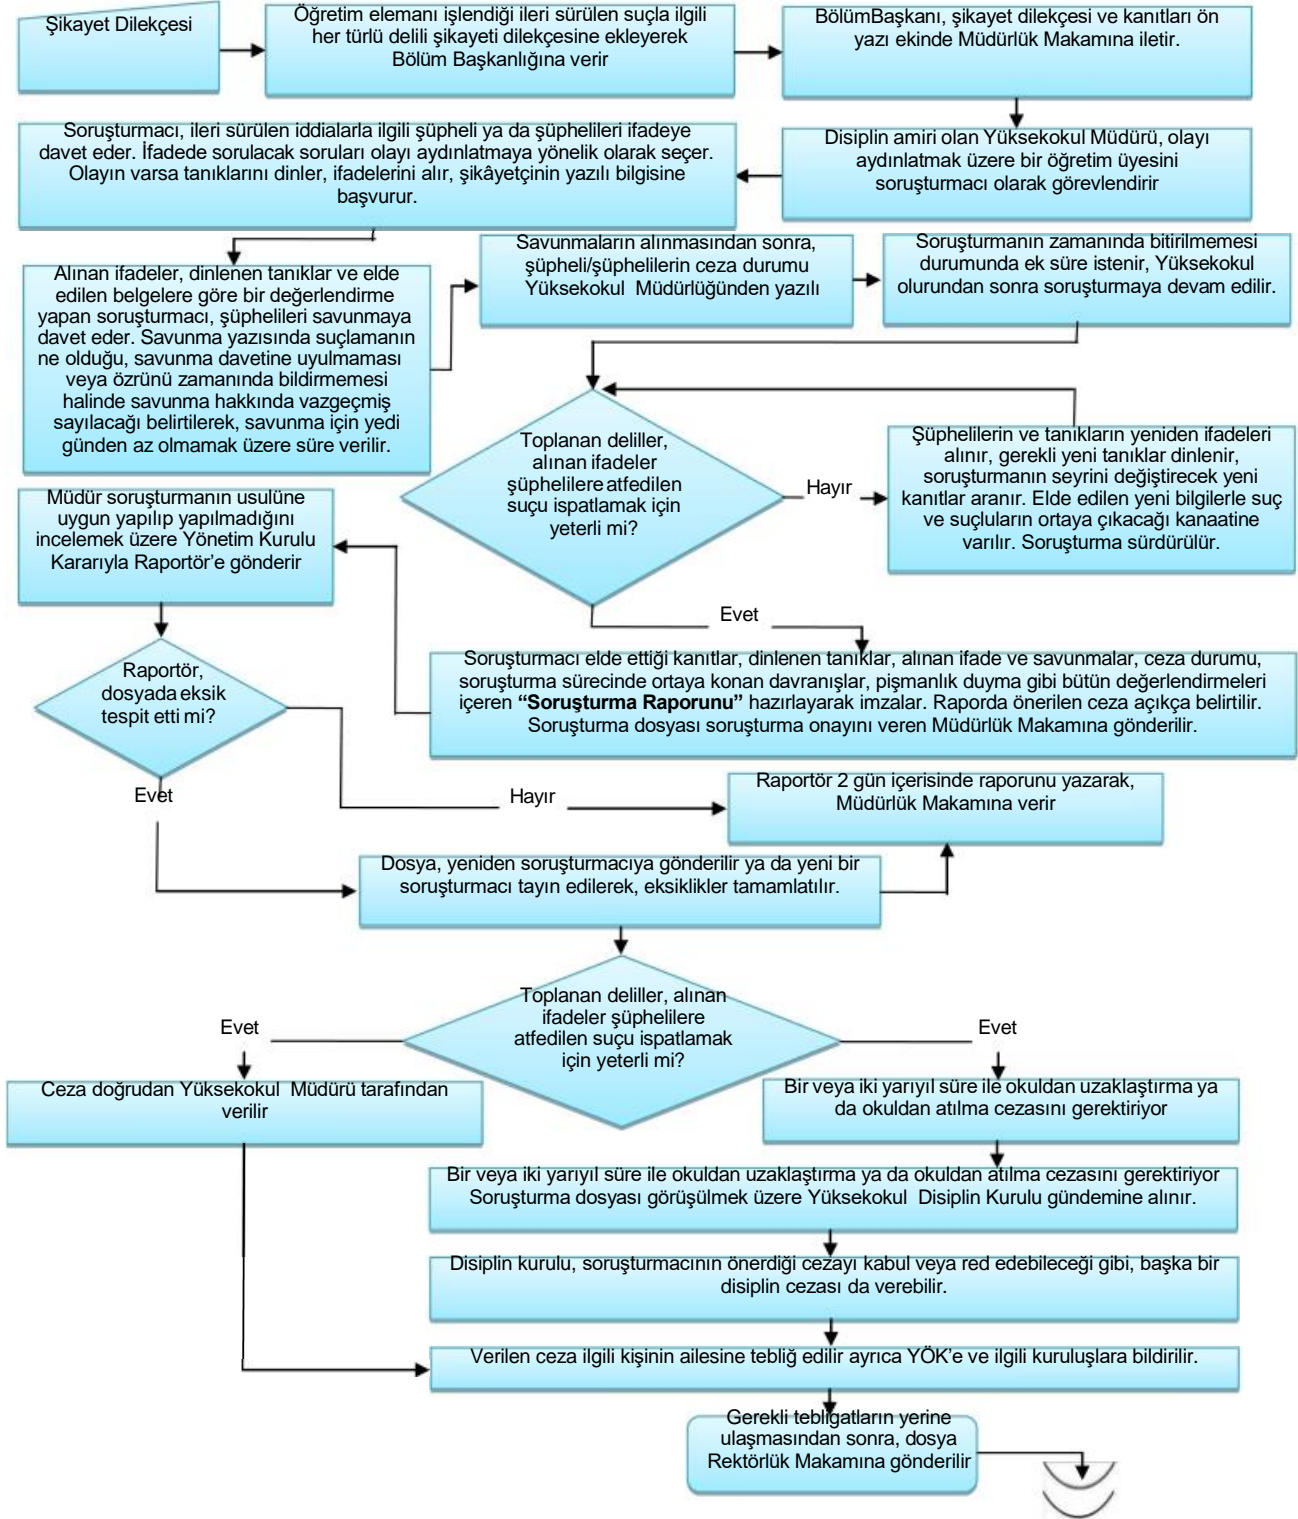 Şikayet Dilekçesi
Öğretim elemanı işlendiği ileri sürülen suçla ilgili
her türlü delili şikayeti dilekçesine ekleyerek
Bölüm Başkanlığına verir
BölümBaşkanı, şikayet dilekçesi ve kanıtları ön
yazı ekinde Müdürlük Makamına iletir.
Soruşturmacı, ileri sürülen iddialarla ilgili şüpheli ya da şüphelileri ifadeye
davet eder. İfadede sorulacak soruları olayı aydınlatmaya yönelik olarak seçer.
Olayın varsa tanıklarını dinler, ifadelerini alır, şikâyetçinin yazılı bilgisine
başvurur.
Disiplin amiri olan Yüksekokul Müdürü, olayı
aydınlatmak üzere bir öğretim üyesini
soruşturmacı olarak görevlendirir
Alınan ifadeler, dinlenen tanıklar ve elde
edilen belgelere göre bir değerlendirme
yapan soruşturmacı, şüphelileri savunmaya
davet eder. Savunma yazısında suçlamanın
ne olduğu, savunma davetine uyulmaması
veya özrünü zamanında bildirmemesi
halinde savunma hakkında vazgeçmiş
sayılacağı belirtilerek, savunma için yedi
günden az olmamak üzere süre verilir.
Savunmaların alınmasından sonra,
şüpheli/şüphelilerin ceza durumu
Yüksekokul Müdürlüğünden yazılı
Soruşturmanın zamanında bitirilmemesi
durumunda ek süre istenir, Yüksekokul
olurundan sonra soruşturmaya devam edilir.
Toplanan deliller,
alınan ifadeler
şüphelilere atfedilen
suçu ispatlamak için
yeterli mi?
Hayır
Şüphelilerin ve tanıkların yeniden ifadeleri
alınır, gerekli yeni tanıklar dinlenir,
soruşturmanın seyrini değiştirecek yeni
kanıtlar aranır. Elde edilen yeni bilgilerle suç
ve suçluların ortaya çıkacağı kanaatine
varılır. Soruşturma sürdürülür.
Müdür soruşturmanın usulüne
uygun yapılıp yapılmadığını
incelemek üzere Yönetim Kurulu
Kararıyla Raportör’e gönderir
Evet
Soruşturmacı elde ettiği kanıtlar, dinlenen tanıklar, alınan ifade ve savunmalar, ceza durumu,
soruşturma sürecinde ortaya konan davranışlar, pişmanlık duyma gibi bütün değerlendirmeleri
içeren “Soruşturma Raporunu” hazırlayarak imzalar. Raporda önerilen ceza açıkça belirtilir.
Soruşturma dosyası soruşturma onayını veren Müdürlük Makamına gönderilir.
Raportör,
dosyada eksik
tespit etti mi?
Evet
Hayır
Raportör 2 gün içerisinde raporunu yazarak,
Müdürlük Makamına verir
Dosya, yeniden soruşturmacıya gönderilir ya da yeni bir
soruşturmacı tayın edilerek, eksiklikler tamamlatılır.
Toplanan deliller, alınan
ifadeler şüphelilere
atfedilen suçu ispatlamak
için yeterli mi?
Evet
Evet
Ceza doğrudan Yüksekokul Müdürü tarafından
verilir
Bir veya iki yarıyıl süre ile okuldan uzaklaştırma ya
da okuldan atılma cezasını gerektiriyor
Bir veya iki yarıyıl süre ile okuldan uzaklaştırma ya da okuldan atılma cezasını gerektiriyor
Soruşturma dosyası görüşülmek üzere Yüksekokul Disiplin Kurulu gündemine alınır.
Disiplin kurulu, soruşturmacının önerdiği cezayı kabul veya red edebileceği gibi, başka bir
disiplin cezası da verebilir.
Verilen ceza ilgili kişinin ailesine tebliğ edilir ayrıca YÖK’e ve ilgili kuruluşlara bildirilir.
Gerekli tebligatların yerine
ulaşmasından sonra, dosya
Rektörlük Makamına gönderilir